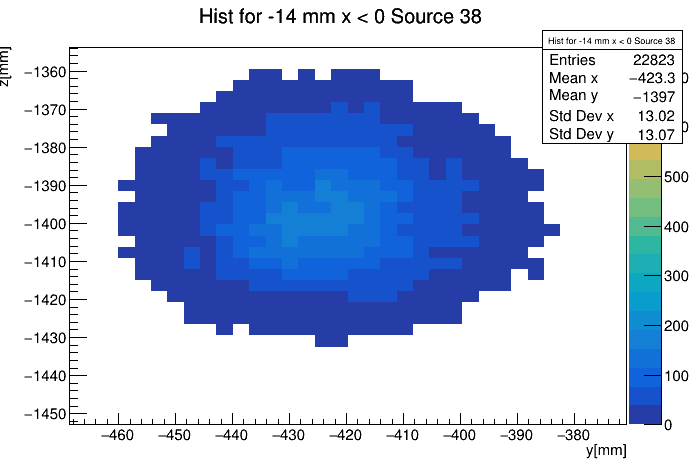 Hist for -14 mm x < 0 Source 38
z[mm]
Hist for -14 mm x < 0 Source 38
Entries 22823
Mean x −423.3
Mean y −1397
Std Dev x 13.02
Std Dev y 13.07
−1360
−1370
−1380
−1390
−1400
−1410
−1420
−1430
−1440
−1450
−460 −450 −440 −430 −420 −410 −400 −390 −380
y[mm]
500
400
300
200
100
0